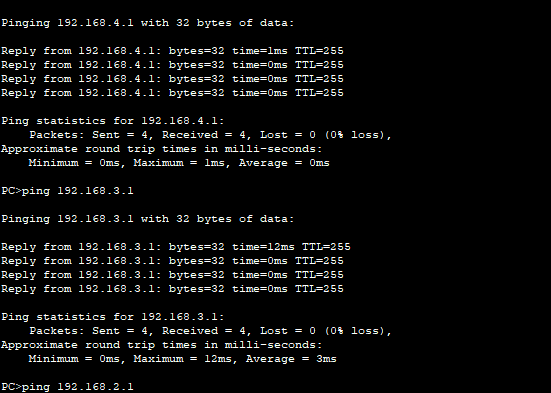 Pinging 192.168.4.1 with 32 bytes of data:
Reply from 192.168.4.1: bytes=32 time=1ms TTL=255
Reply from 192.168.4.1: bytes=32 time=0ms TTL=255
Reply from 192.168.4.1: bytes=32 time=0ms TTL=255
Reply from 192.168.4.1: bytes=32 time=0ms TTL=255
Ping statistics for 192.168.4.1:
Packets: Sent = 4, Received = 4, Lost = 0 (0% loss),
Approximate round trip times in milli-seconds:
Minimum = 0ms, Maximum = 1ms, Average = 0ms
PC>ping 192.168.3.1
Pinging 192.168.3.1 with 32 bytes of data:
Reply from 192.168.3.1: bytes=32 time=12ms TTL=255
Reply from 192.168.3.1: bytes=32 time=0ms TTL=255
Reply from 192.168.3.1: bytes=32 time=0ms TTL=255
Reply from 192.168.3.1: bytes=32 time=0ms TTL=255
Ping statistics for 192.168.3.1:
Packets: Sent = 4, Received = 4, Lost = 0 (0% loss),
Approximate round trip times in milli-seconds:
Minimum = 0ms, Maximum = 12ms, Average = 3ms
PC>ping 192.168.2.1